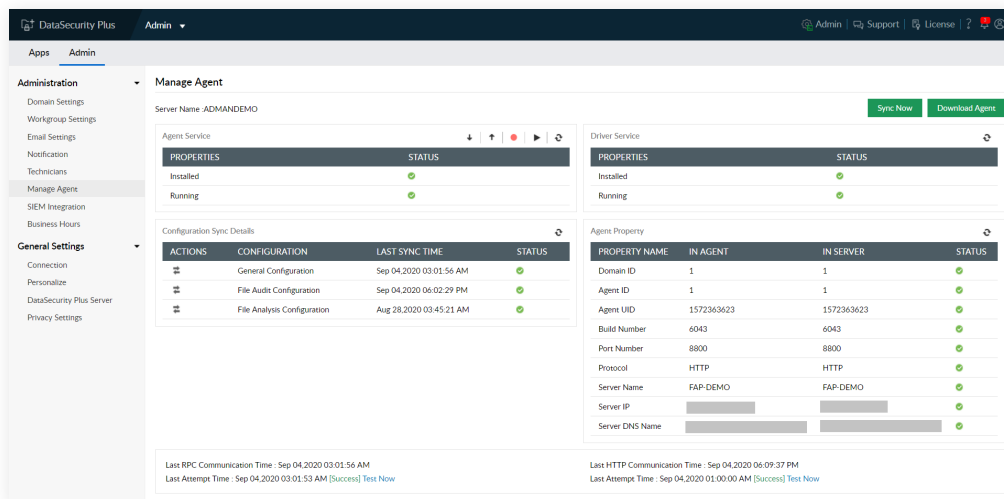 DataSecurity Plus Admin Admin Support License ?
Apps Admin
Administration
Domain Settings
Workgroup Settings
Email Settings
Notification
Technicians
Manage Agent
SIEM Integration
Business Hours
General Settings
Connection
Personalize
DataSecurity Plus Server
Privacy Settings
Manage Agent
Server Name :ADMANDEMO
Sync Now Download Agent
Agent Service
PROPERTIES STATUS
Installed
Running
Driver Service
PROPERTIES STATUS
Installed
Running
Configuration Sync Details
ACTIONS CONFIGURATION LAST SYNC TIME STATUS
General Configuration Sep 04,2020 03:01:56 AM
File Audit Configuration Sep 04,2020 06:02:29 PM
File Analysis Configuration Aug 28,2020 03:45:21 AM
Agent Property
PROPERTY NAME IN AGENT IN SERVER STATUS
Domain ID 1 1
Agent ID 1 1
Agent UID 1572363623 1572363623
Build Number 6043 6043
Port Number 8800 8800
Protocol HTTP HTTP
Server Name FAP-DEMO FAP-DEMO
Server IP
Server DNS Name
Last RPC Communication Time : Sep 04,2020 03:01:56 AM
Last Attempt Time : Sep 04,2020 03:01:53 AM [Success] Test Now
Last HTTP Communication Time : Sep 04,2020 06:09:37 PM
Last Attempt Time : Sep 04,2020 01:00:00 AM [Success] Test Now